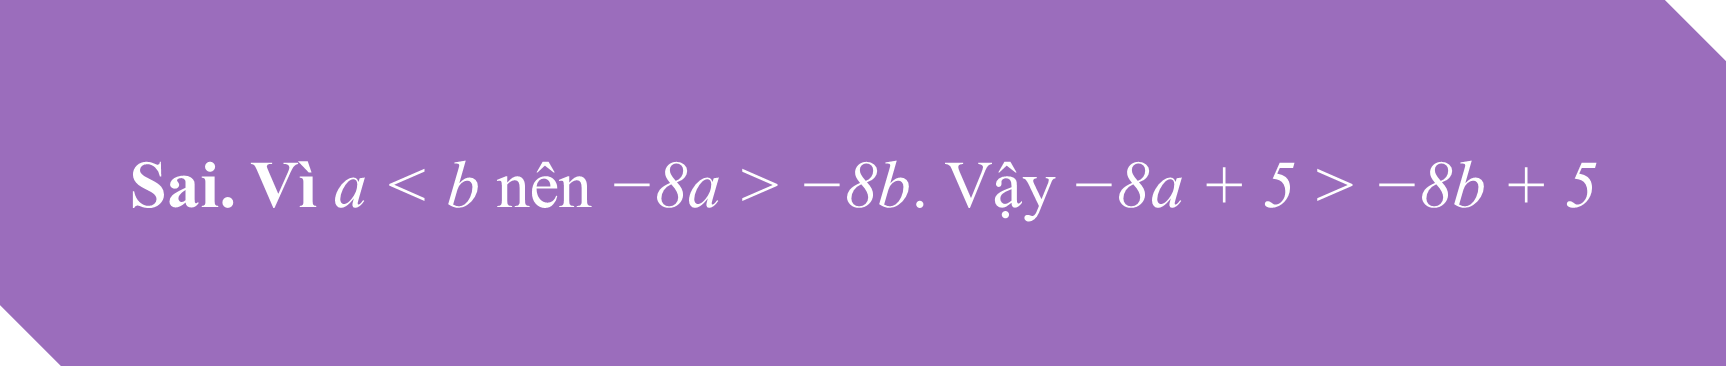 Sai. Vì a < b nên −8a > −8b. Vậy −8a + 5 > −8b + 5